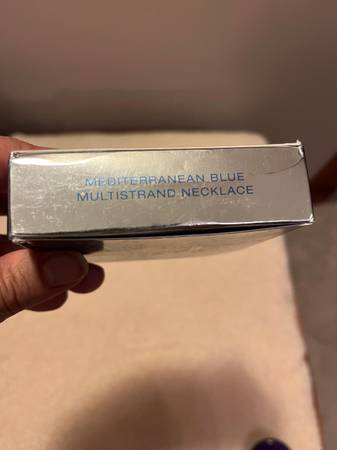 MEDITERRANEAN BLUE
MULTISTRAND NECKLACE